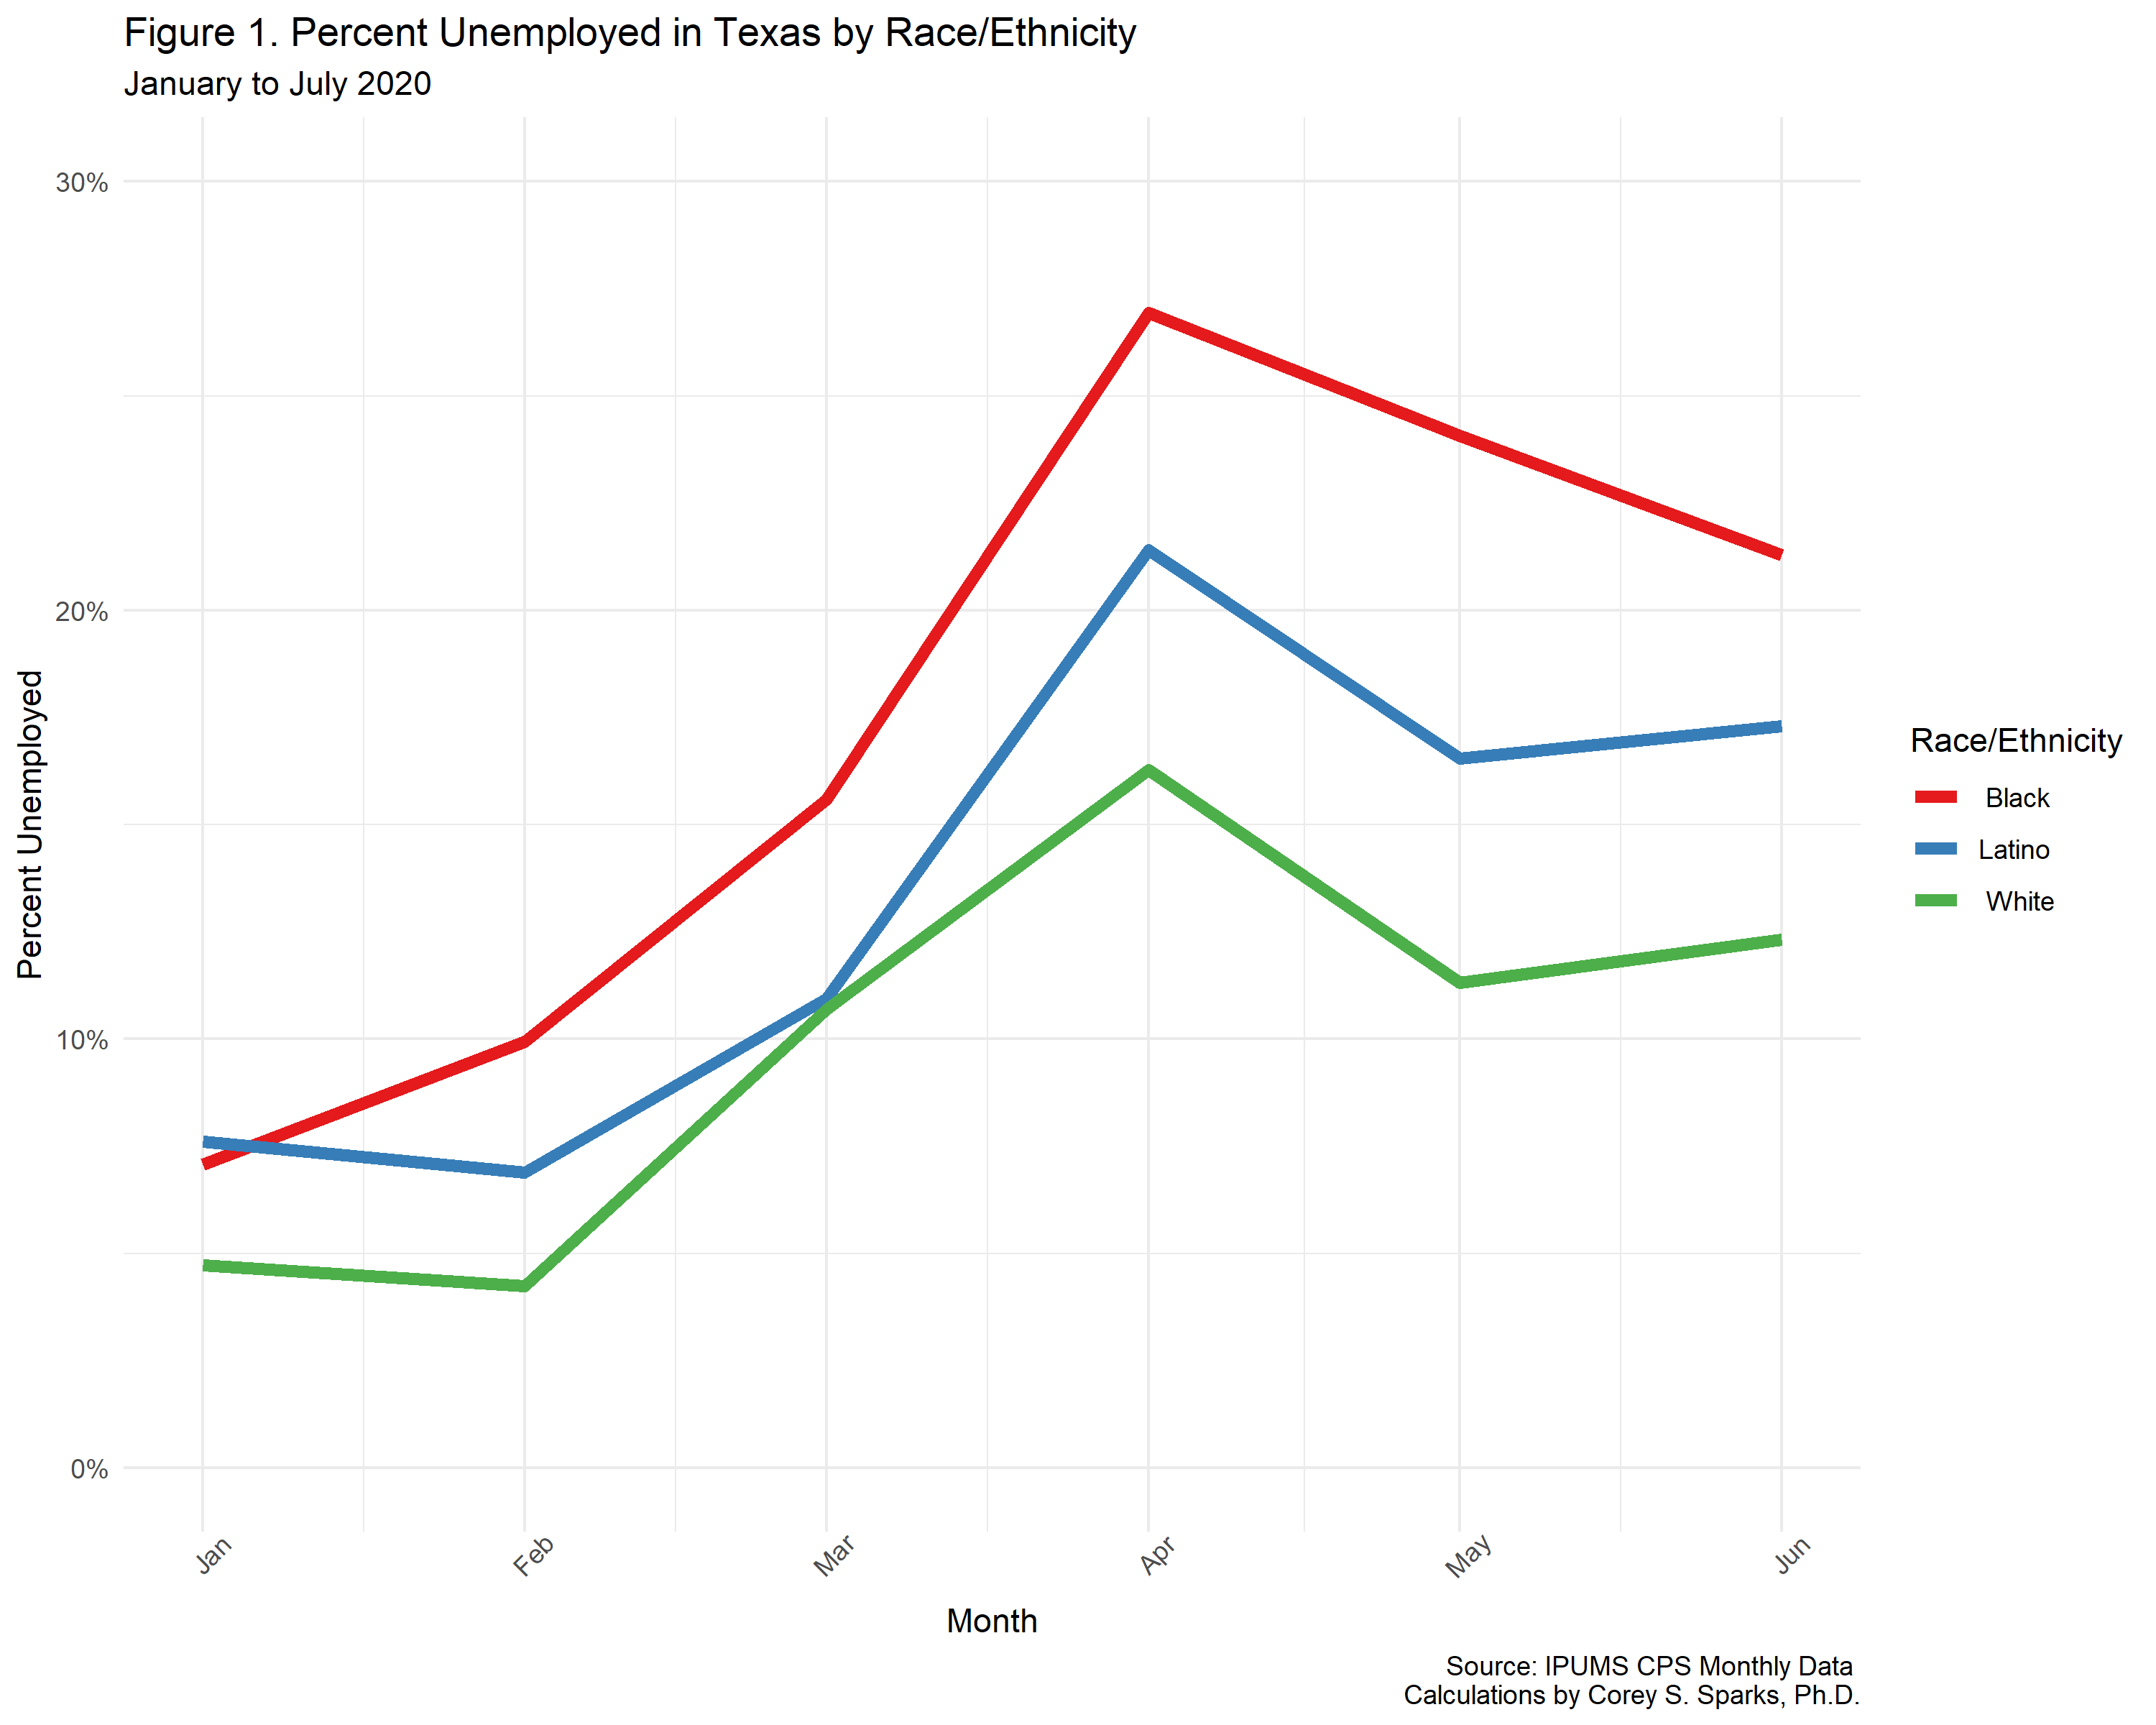 Figure 1. Percent Unemployed in Texas by Race/Ethnicity
January to July 2020
30%
20%
10%
0%
Percent Unemployed
Jan
Feb
Mar
Apr
May
Jun
Month
Race/Ethnicity
Black
Latino
White
Source: IPUMS CPS Monthly Data
Calculations by Corey S. Sparks, Ph.D.